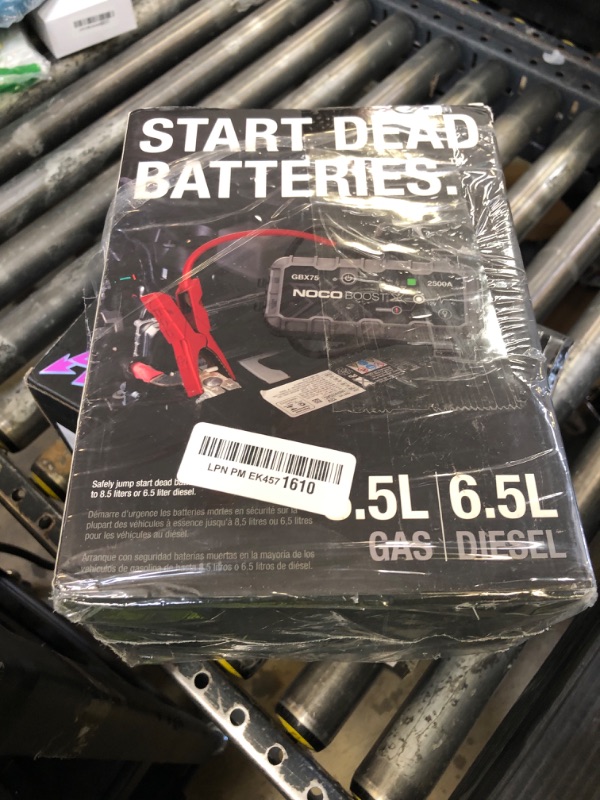 START DEAD
BATTERIES.
GBX75
2500A
NOCO BOOST
LPN PM EK4571610
.5L 6.5L
GAS DIESEL
Safely jump start dead
to 8.5 liters or 6.5 liter diesel.
Démarre d'urgence les batteries mortes en sécurité sur la
plupart des véhicules à essence jusqu'à 8,5 litres ou 6,5 litres
pour les véhicules au diésel.
Arranque con seguridad baterías muertas en la mayoría de los
vehículos de gasolina de hasta 8.5 litros o 6.5 litros de diésel.